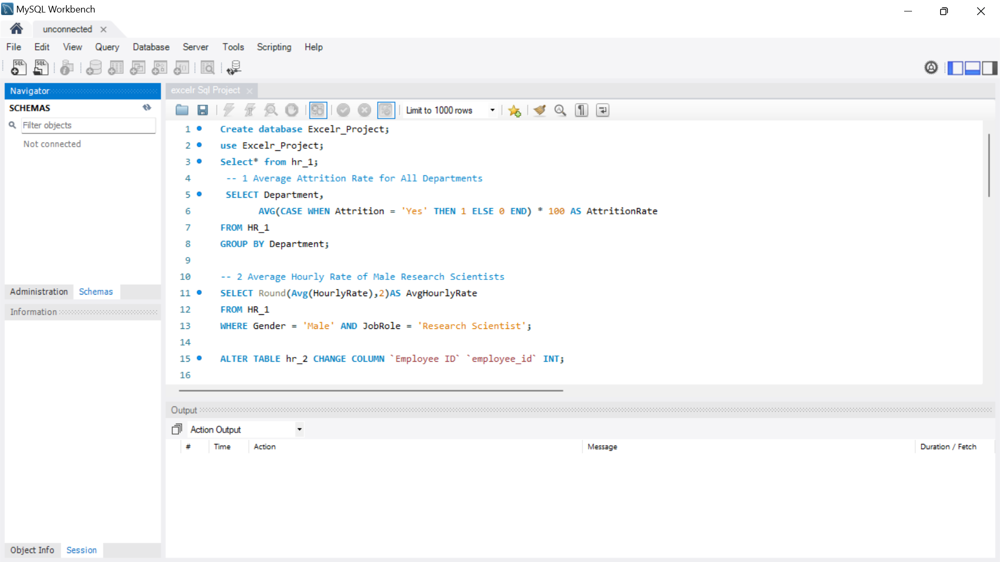 MySQL Workbench
unconnected
File Edit View Query Database Server Tools Scripting Help
SQL SQL
Navigator
SCHEMAS
Filter objects
Not connected
Administration Schemas
Information
Object Info Session
excelr Sql Project
Limit to 1000 rows
1 Create database Excelr_Project;
2 use Excelr_Project;
3 Select* from hr_1;
4 -- 1 Average Attrition Rate for All Departments
5 SELECT Department,
6 AVG(CASE WHEN Attrition = 'Yes' THEN 1 ELSE 0 END) * 100 AS AttritionRate
7 FROM HR_1
8 GROUP BY Department;
9
10 -- 2 Average Hourly Rate of Male Research Scientists
11 SELECT Round(Avg(HourlyRate),2)AS AvgHourlyRate
12 FROM HR_1
13 WHERE Gender = 'Male' AND JobRole = 'Research Scientist';
14
15 ALTER TABLE hr_2 CHANGE COLUMN `Employee ID` `employee_id` INT;
16
Output
Action Output
# Time Action Message Duration / Fetch